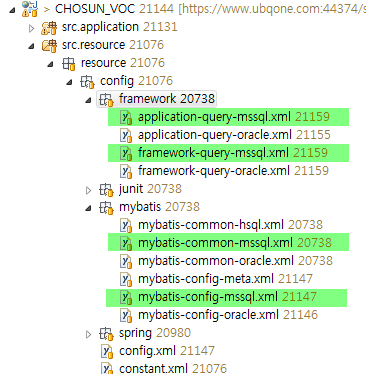 > CHOSUN_VOC 21144 [https://www.ubqone.com:44374/s
src.application 21131
src.resource 21076
resource 21076
config 21076
framework 20738
application-query-mssql.xml 21159
application-query-oracle.xml 21155
framework-query-mssql.xml 21159
framework-query-oracle.xml 21159
junit 20738
mybatis 20738
mybatis-common-hsql.xml 20738
mybatis-common-mssql.xml 20738
mybatis-common-oracle.xml 20738
mybatis-config-meta.xml 21147
mybatis-config-mssql.xml 21147
mybatis-config-oracle.xml 21146
spring 20980
config.xml 21147
constant.xml 21076